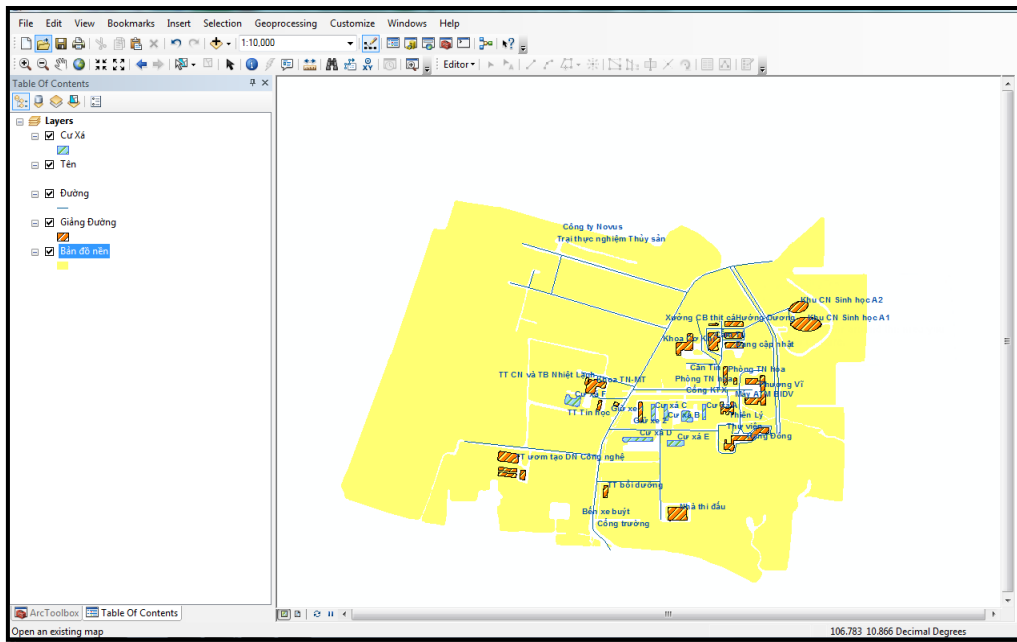 File Edit View Bookmarks Insert Selection Geoprocessing Customize Windows Help
1:10,000
Editor
Table Of Contents
Layers
Cư Xá
Tên
Đường
Giảng Đường
Bản đồ nền
Công ty Novus
Trại thực nghiệm Thủy sản
Khu CN Sinh học A2
Xưởng CB thịt cá Hướng Dương
Khu CN Sinh học A1
Khoa Cơ
cập nhật
Căn Tin
Phòng TN hóa
TT CN và TB Nhiệt Lạnh
Khoa TN-MT
Phòng TN
Phượng Vĩ
Cổng KTX
Máy ATM BIDV
Cư xá F
TT Tin học
Giữ xe
Cư xá C
Cư xá A
Cư xá B
Thiên Lý
Giữ xe 2
Thư viện
Cư xá D
Cư xá E
Đông
TT ươm tạo DN Công nghệ
TT bồi dưỡng
Bến xe buýt
Nhà thi đấu
Cổng trường
ArcToolbox Table Of Contents
Open an existing map
106.783 10.866 Decimal Degrees